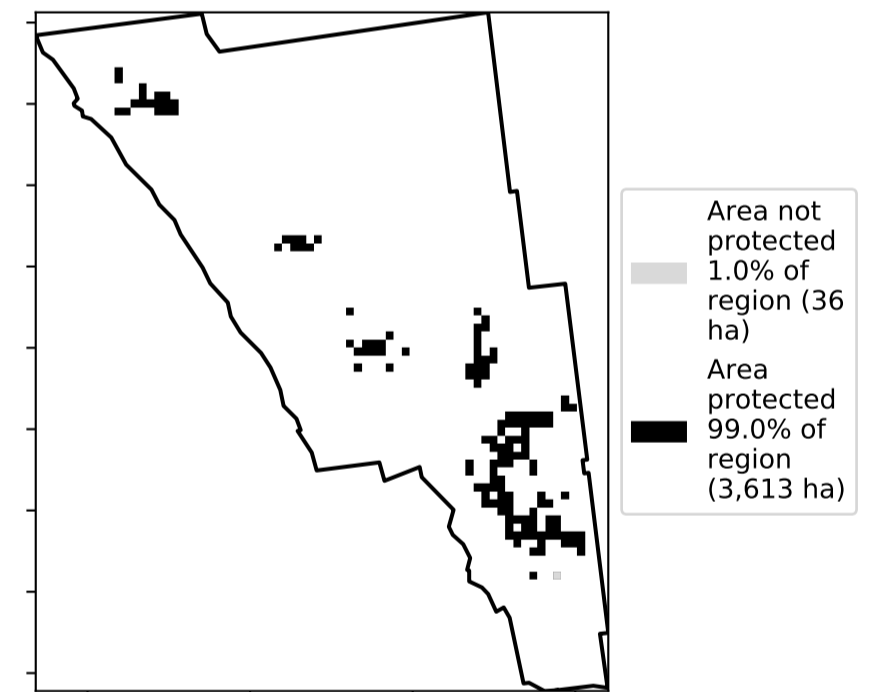 Area not
protected
1.0% of
region (36
ha)
Area
protected
99.0% of
region
(3,613 ha)